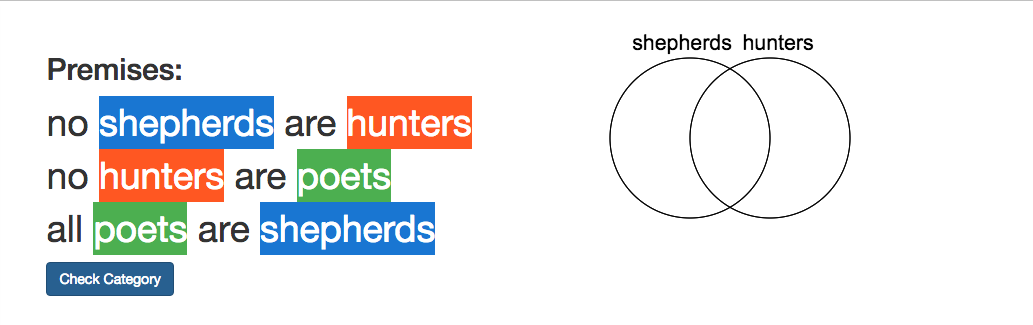 Premises:
no shepherds are hunters
no hunters are poets
all poets are shepherds
Check Category
shepherds hunters